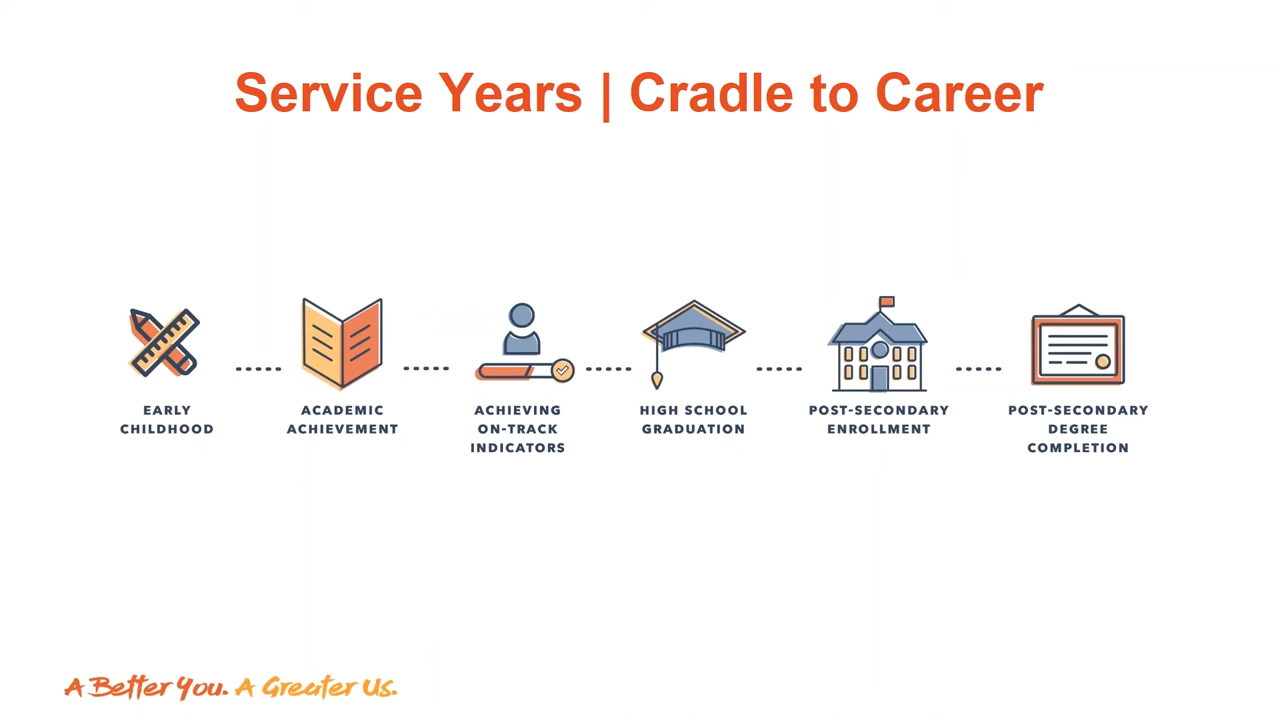 Service Years | Cradle to Career
EARLY
CHILDHOOD
ACADEMIC
ACHIEVEMENT
ACHIEVING
ON-TRACK
INDICATORS
HIGH SCHOOL
GRADUATION
POST-SECONDARY
ENROLLMENT
POST-SECONDARY
DEGREE
COMPLETION
A Better You. A Greater Us.